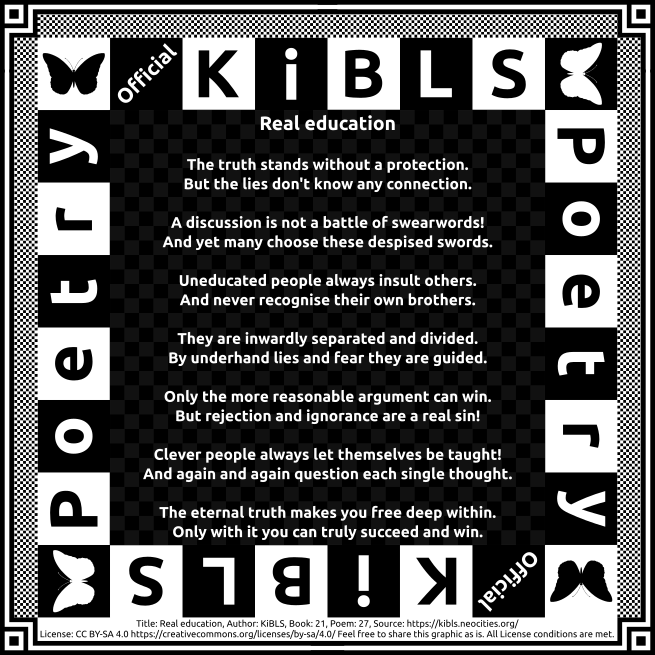 Official KiBLS
Poetry
Poetry
Real education
The truth stands without a protection.
But the lies don't know any connection.
A discussion is not a battle of swearwords!
And yet many choose these despised swords.
Uneducated people always insult others.
And never recognise their own brothers.
They are inwardly separated and divided.
By underhand lies and fear they are guided.
Only the more reasonable argument can win.
But rejection and ignorance are a real sin!
Clever people always let themselves be taught!
And again and again question each single thought.
The eternal truth makes you free deep within.
Only with it you can truly succeed and win.
Official KiBLS
Title: Real education, Author: KiBLS, Book: 21, Poem: 27, Source: https://kibls.neocities.org/
License: CC BY-SA 4.0 https://creativecommons.org/licenses/by-sa/4.0/ Feel free to share this graphic as is. All License conditions are met.